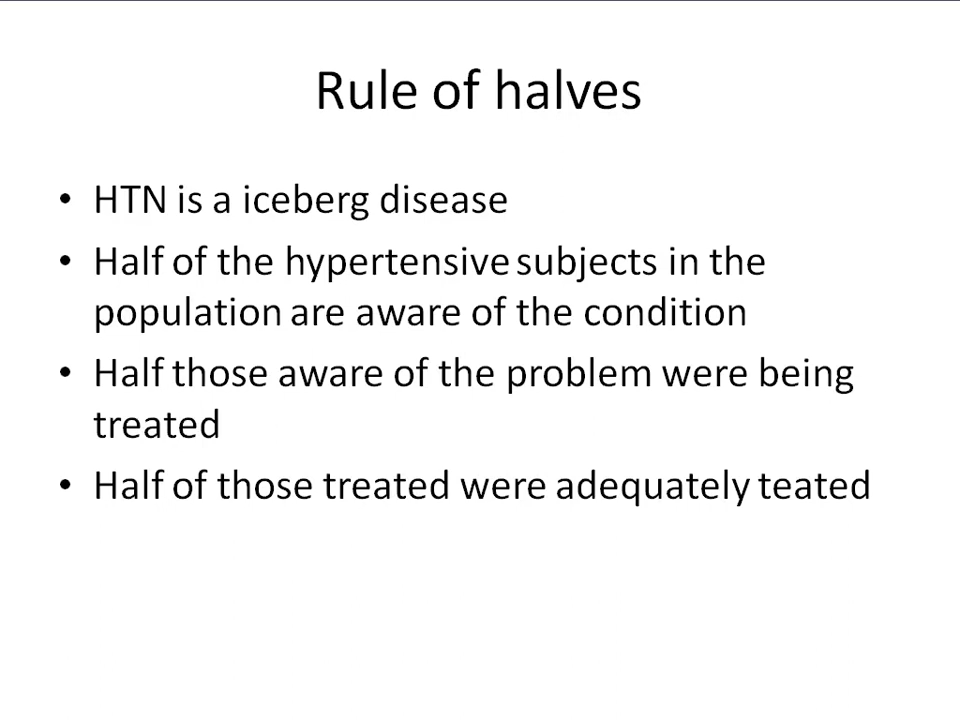 Rule of halves
• HTN is a iceberg disease
• Half of the hypertensive subjects in the
population are aware of the condition
• Half those aware of the problem were being
treated
• Half of those treated were adequately teated